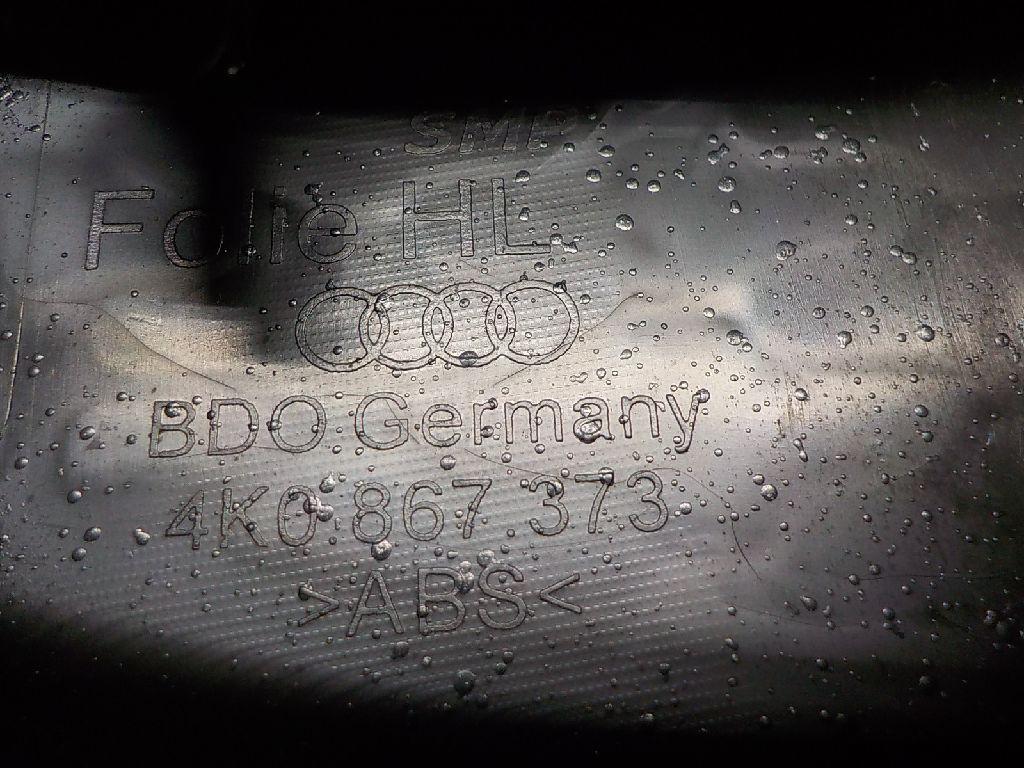 SMP
Folie HL
BDO Germany
4K0 867 373
>ABS<